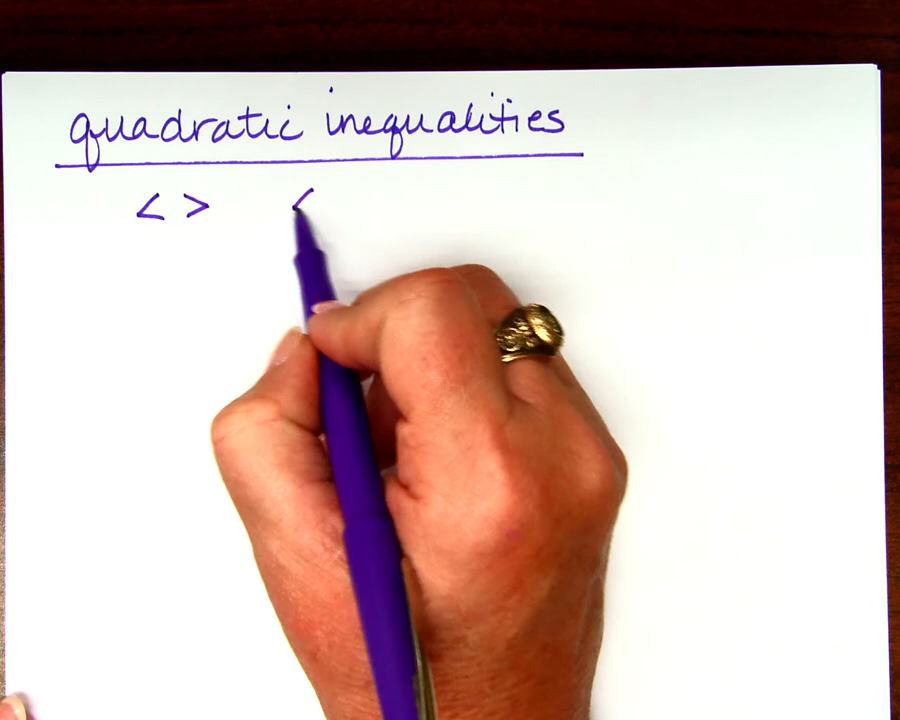 quadratic inequalities
< > <